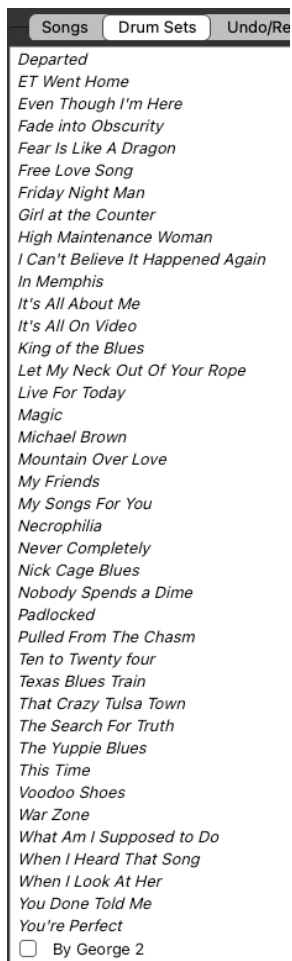 Songs Drum Sets Undo/Re
Departed
ET Went Home
Even Though I'm Here
Fade into Obscurity
Fear Is Like A Dragon
Free Love Song
Friday Night Man
Girl at the Counter
High Maintenance Woman
I Can't Believe It Happened Again
In Memphis
It's All About Me
It's All On Video
King of the Blues
Let My Neck Out Of Your Rope
Live For Today
Magic
Michael Brown
Mountain Over Love
My Friends
My Songs For You
Necrophilia
Never Completely
Nick Cage Blues
Nobody Spends a Dime
Padlocked
Pulled From The Chasm
Ten to Twenty four
Texas Blues Train
That Crazy Tulsa Town
The Search For Truth
The Yuppie Blues
This Time
Voodoo Shoes
War Zone
What Am I Supposed to Do
When I Heard That Song
When I Look At Her
You Done Told Me
You're Perfect
By George 2